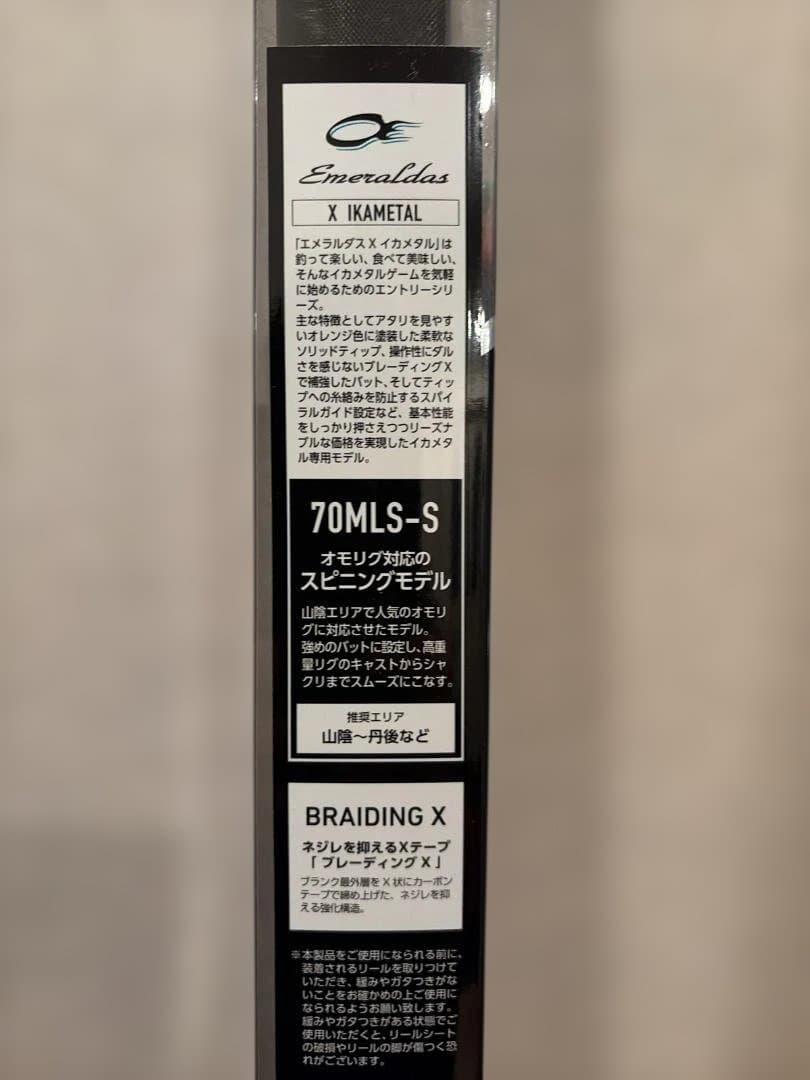 Emeraldas
X IKAMETAL
「エメラルダス X イカメタル」は
釣って楽しい、食べて美味しい、
そんなイカメタルゲームを気軽
に始めるためのエントリーシリ
ーズ。
主な特徴としてアタリを見やす
いオレンジ色に塗装した柔軟な
ソリッドティップ、操作性にダル
さを感じないブレーディングX
で補強したバット、そしてティッ
プへの糸絡みを防止するスパイ
ラルガイド設定など、基本性能
をしっかり押さえつつリーズナ
ブルな価格を実現したイカメタ
ル専用モデル。
70MLS-S
オモリグ対応の
スピニングモデル
山陰エリアで人気のオモリ
グに対応させたモデル。
強めのバットに設定し、高重
量リグのキャストからシャ
クリまでスムーズにこなす。
推奨エリア
山陰～丹後など
BRAIDING X
ネジレを抑えるXテープ
「 ブレーディング X 」
ブランク最外層を X 状にカーボン
テープで締め上げた、ネジレを抑
える強化構造。
※本製品をご使用になられる前に、
装着されるリールを取りつけて
いただき、緩みやガタつきがな
いことをお確かめの上ご使用に
なられるようお願い致します。
緩みやガタつきがある状態でご
使用いただくと、リールシート
の破損やリールの脚が傷つく恐
れがございます。